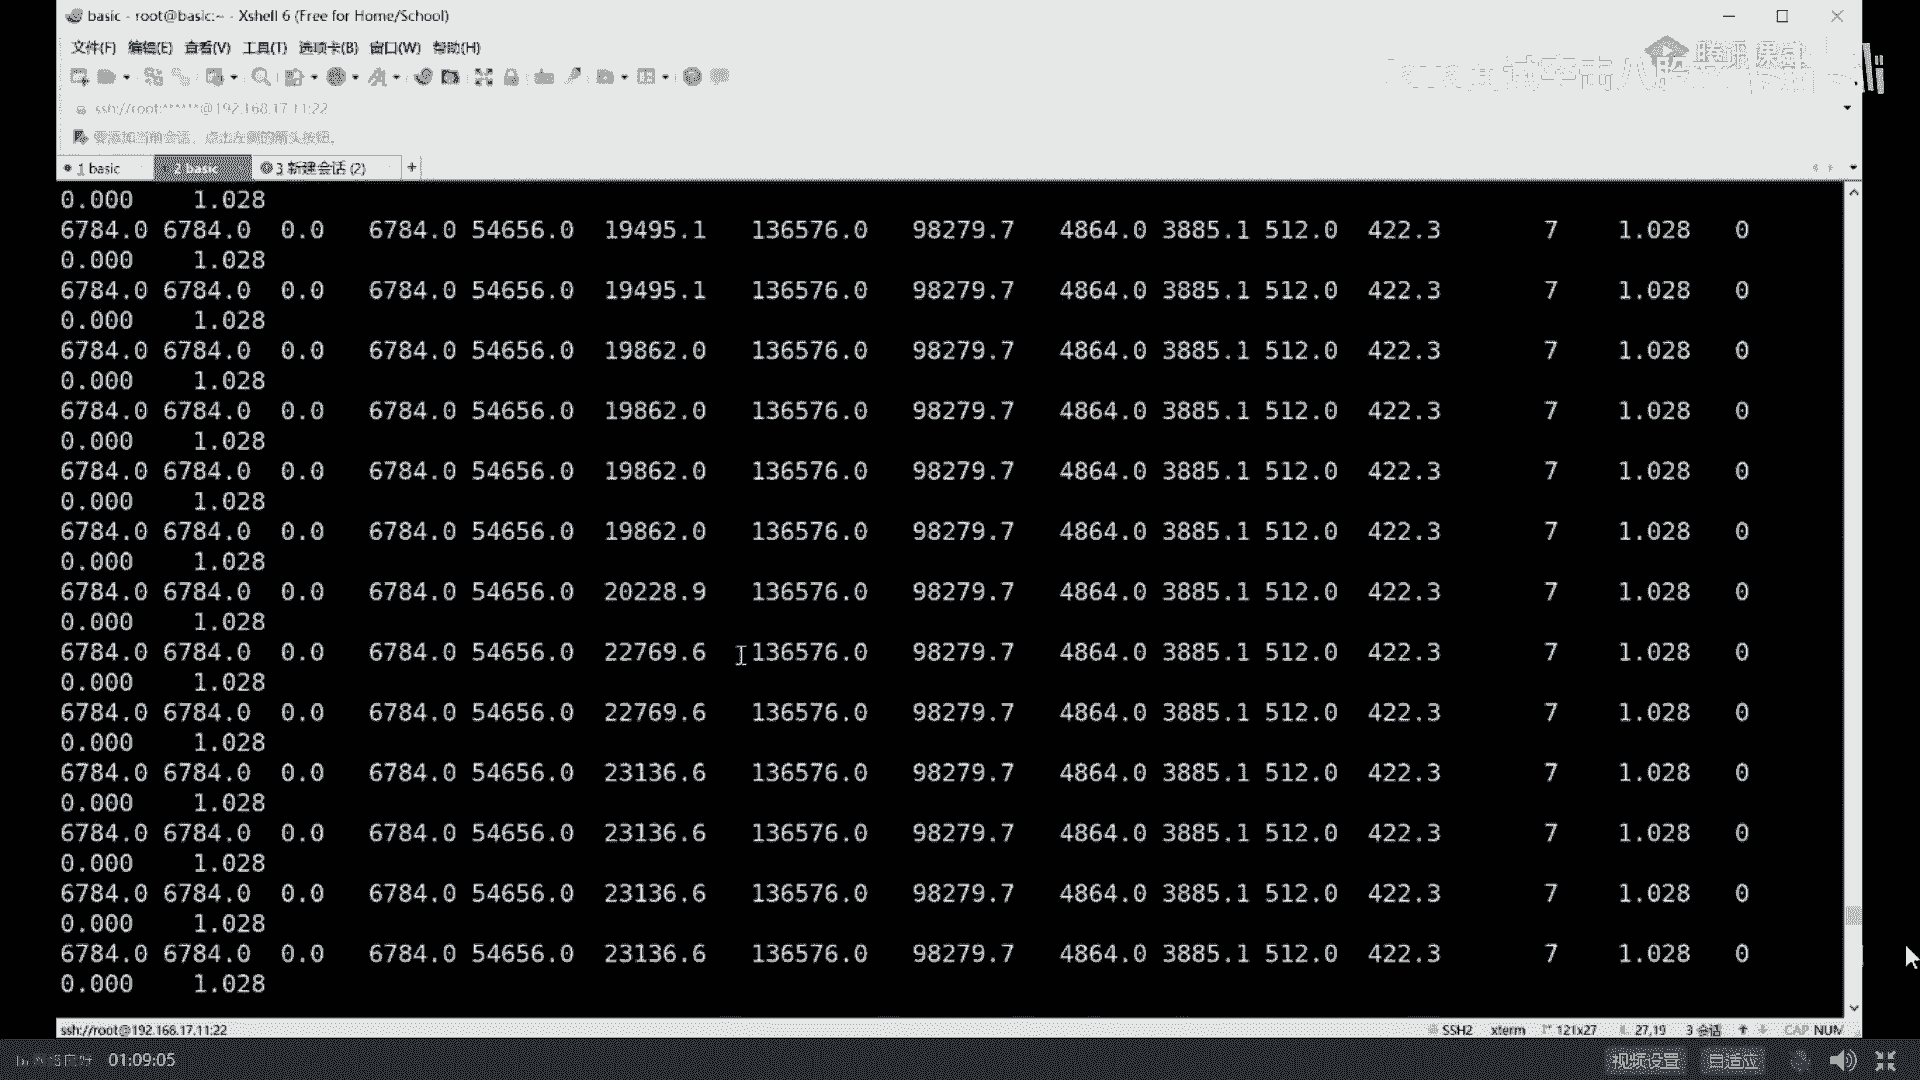 basic - root@basic:~ - Xshell 6 (Free for Home/School)
文件(F) 编辑(E) 查看(V) 工具(T) 选项卡(B) 窗口(W) 帮助(H)
ssh://root:******@192.168.17.11:22
要添加当前会话，点击左侧的箭头按钮。
1 basic 2 basic 3 新建会话 (2) +
0.000 1.028
6784.0 6784.0 0.0 6784.0 54656.0 19495.1 136576.0 98279.7 4864.0 3885.1 512.0 422.3 7 1.028 0
0.000 1.028
6784.0 6784.0 0.0 6784.0 54656.0 19495.1 136576.0 98279.7 4864.0 3885.1 512.0 422.3 7 1.028 0
0.000 1.028
6784.0 6784.0 0.0 6784.0 54656.0 19862.0 136576.0 98279.7 4864.0 3885.1 512.0 422.3 7 1.028 0
0.000 1.028
6784.0 6784.0 0.0 6784.0 54656.0 19862.0 136576.0 98279.7 4864.0 3885.1 512.0 422.3 7 1.028 0
0.000 1.028
6784.0 6784.0 0.0 6784.0 54656.0 19862.0 136576.0 98279.7 4864.0 3885.1 512.0 422.3 7 1.028 0
0.000 1.028
6784.0 6784.0 0.0 6784.0 54656.0 19862.0 136576.0 98279.7 4864.0 3885.1 512.0 422.3 7 1.028 0
0.000 1.028
6784.0 6784.0 0.0 6784.0 54656.0 20228.9 136576.0 98279.7 4864.0 3885.1 512.0 422.3 7 1.028 0
0.000 1.028
6784.0 6784.0 0.0 6784.0 54656.0 22769.6 136576.0 98279.7 4864.0 3885.1 512.0 422.3 7 1.028 0
0.000 1.028
6784.0 6784.0 0.0 6784.0 54656.0 22769.6 136576.0 98279.7 4864.0 3885.1 512.0 422.3 7 1.028 0
0.000 1.028
6784.0 6784.0 0.0 6784.0 54656.0 23136.6 136576.0 98279.7 4864.0 3885.1 512.0 422.3 7 1.028 0
0.000 1.028
6784.0 6784.0 0.0 6784.0 54656.0 23136.6 136576.0 98279.7 4864.0 3885.1 512.0 422.3 7 1.028 0
0.000 1.028
6784.0 6784.0 0.0 6784.0 54656.0 23136.6 136576.0 98279.7 4864.0 3885.1 512.0 422.3 7 1.028 0
0.000 1.028
6784.0 6784.0 0.0 6784.0 54656.0 23136.6 136576.0 98279.7 4864.0 3885.1 512.0 422.3 7 1.028 0
0.000 1.028
ssh://root@192.168.17.11:22 SSH2 xterm 121x27 27,19 3 会话 CAP NUM
01:09:05 视频设置 自适应